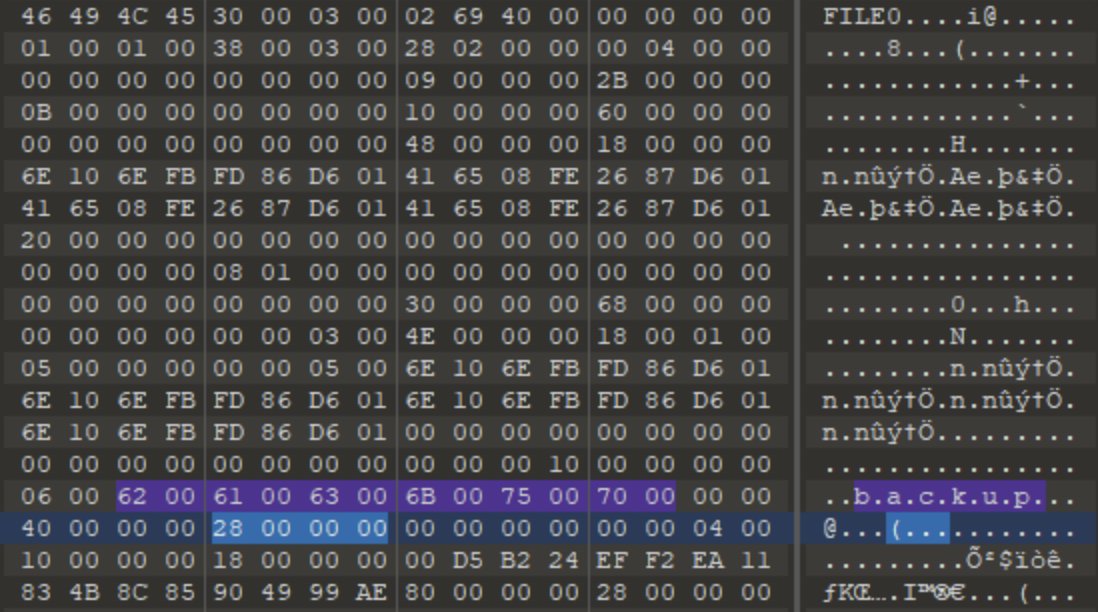 46 49 4C 45 30 00 03 00 02 69 40 00 00 00 00 00 FILE0....i@.....
01 00 01 00 38 00 03 00 28 02 00 00 00 04 00 00 ....8...(.......
00 00 00 00 00 00 00 00 09 00 00 00 2B 00 00 00 ............+...
0B 00 00 00 00 00 00 00 10 00 00 00 60 00 00 00 ............`...
00 00 00 00 00 00 00 00 48 00 00 00 18 00 00 00 ........H.......
6E 10 6E FB FD 86 D6 01 41 65 08 FE 26 87 D6 01 n.nûý†Ö.Ae.þ&‡Ö.
41 65 08 FE 26 87 D6 01 41 65 08 FE 26 87 D6 01 Ae.þ&‡Ö.Ae.þ&‡Ö.
20 00 00 00 00 00 00 00 00 00 00 00 00 00 00 00  ...............
00 00 00 00 08 01 00 00 00 00 00 00 00 00 00 00 ................
00 00 00 00 00 00 00 00 30 00 00 00 68 00 00 00 ........0...h...
00 00 00 00 00 00 03 00 4E 00 00 00 18 00 01 00 ........N.......
05 00 00 00 00 00 05 00 6E 10 6E FB FD 86 D6 01 ........n.nûý†Ö.
6E 10 6E FB FD 86 D6 01 6E 10 6E FB FD 86 D6 01 n.nûý†Ö.n.nûý†Ö.
6E 10 6E FB FD 86 D6 01 00 00 00 00 00 00 00 00 n.nûý†Ö.........
00 00 00 00 00 00 00 00 00 00 00 10 00 00 00 00 ................
06 00 62 00 61 00 63 00 6B 00 75 00 70 00 00 00 ..b.a.c.k.u.p...
40 00 00 00 28 00 00 00 00 00 00 00 00 00 04 00 @...(...........
10 00 00 00 18 00 00 00 00 D5 B2 24 EF F2 EA 11 .........Õ²$ïòê.
83 4B 8C 85 90 49 99 AE 80 00 00 00 28 00 00 00 ƒKŒ….I™®€...(...